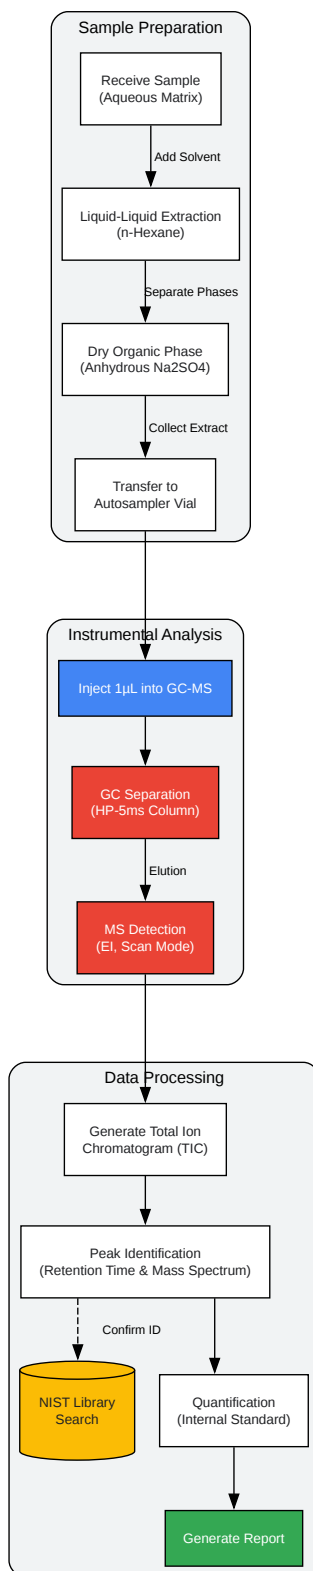 Sample Preparation
Receive Sample
(Aqueous Matrix)
Add Solvent
Liquid-Liquid Extraction
(n-Hexane)
Separate Phases
Dry Organic Phase
(Anhydrous Na2SO4)
Collect Extract
Transfer to
Autosampler Vial
Instrumental Analysis
Inject 1µL into GC-MS
GC Separation
(HP-5ms Column)
Elution
MS Detection
(EI, Scan Mode)
Data Processing
Generate Total Ion
Chromatogram (TIC)
Peak Identification
(Retention Time & Mass Spectrum)
Confirm ID
NIST Library
Search
Quantification
(Internal Standard)
Generate Report